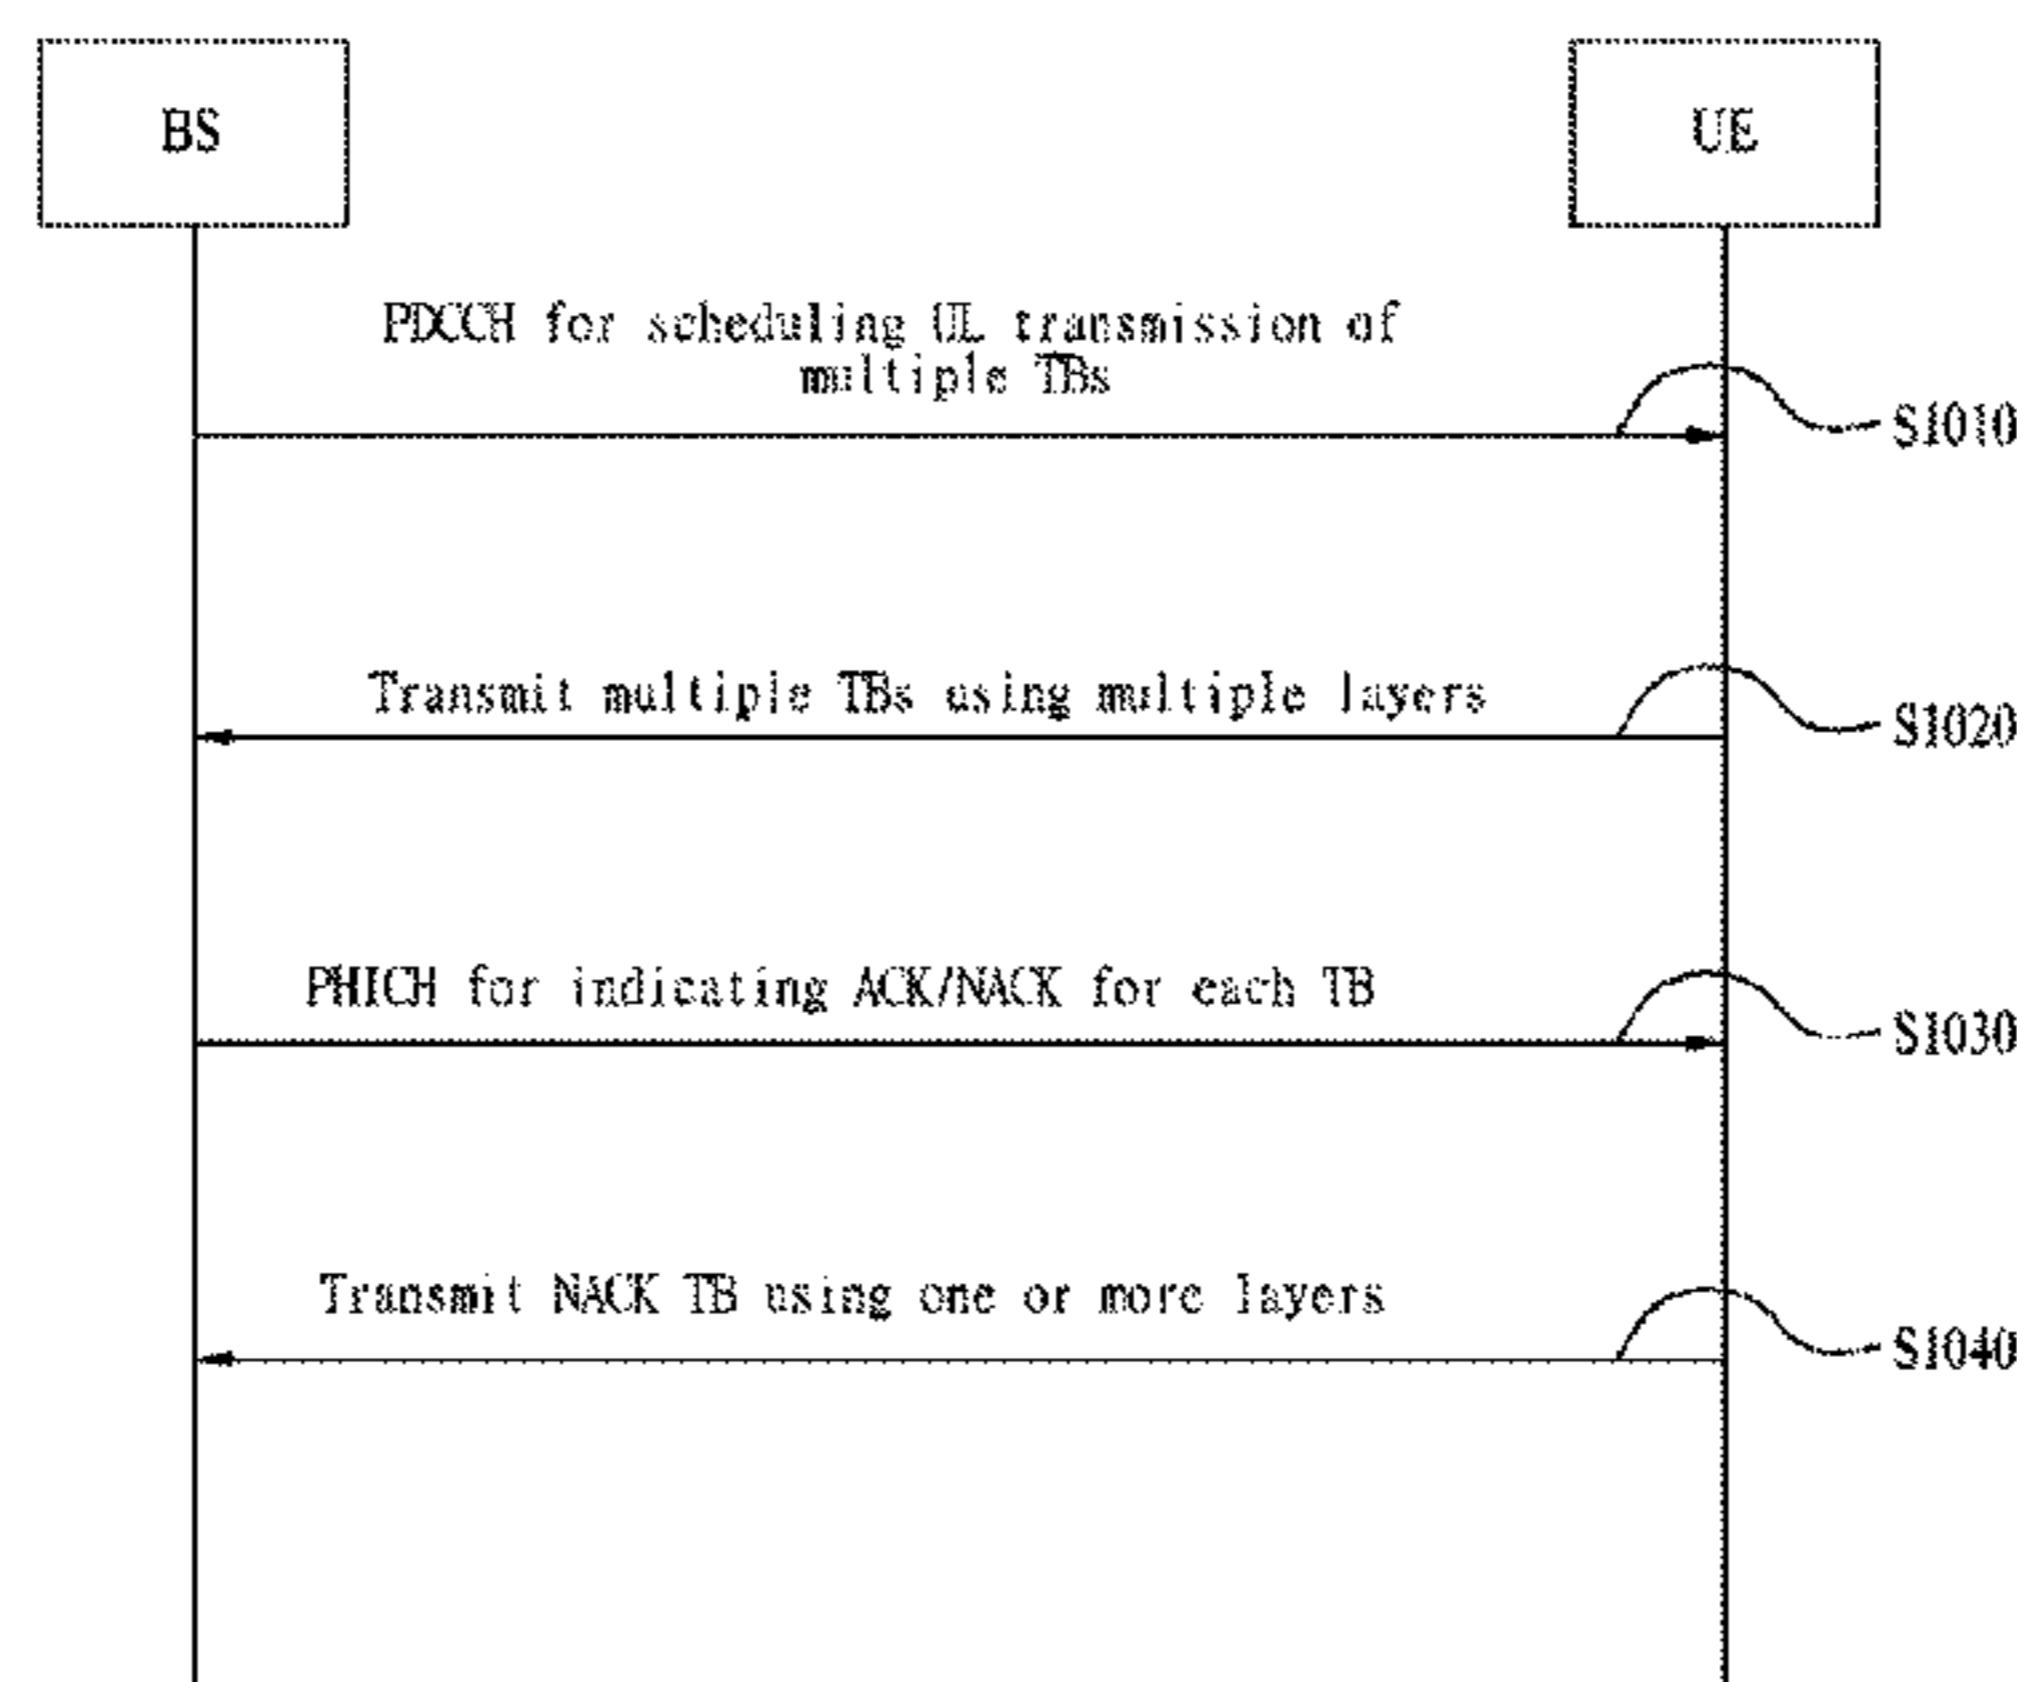 BS
UE
PDCCH for scheduling UL transmission of
multiple TBs
S1010
Transmit multiple TBs using multiple layers
S1020
PHICH for indicating ACK/NACK for each TB
S1030
Transmit NACK TB using one or more layers
S1040